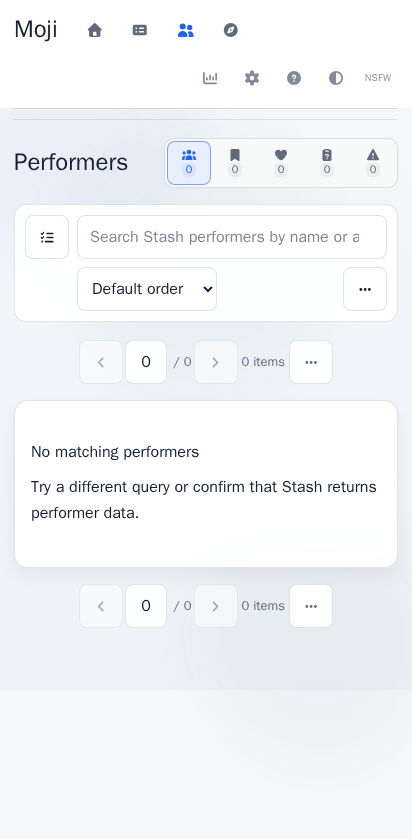 Moji
NSFW
Performers
0
0
0
0
0
Search Stash performers by name or a
Default order
0 / 0 0 items
No matching performers
Try a different query or confirm that Stash returns
performer data.
0 / 0 0 items